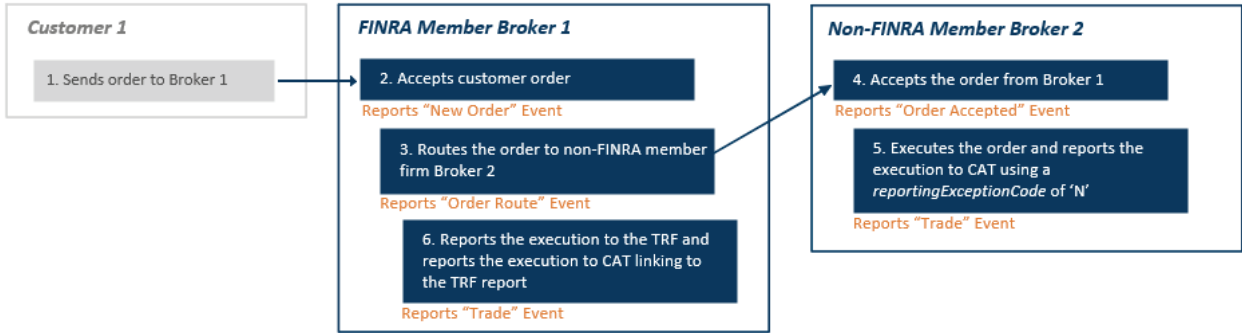 Customer 1
1. Sends order to Broker 1
FINRA Member Broker 1
2. Accepts customer order
Reports “New Order” Event
3. Routes the order to non-FINRA member
firm Broker 2
Reports “Order Route” Event
6. Reports the execution to the TRF and
reports the execution to CAT linking to
the TRF report
Reports “Trade” Event
Non-FINRA Member Broker 2
4. Accepts the order from Broker 1
Reports “Order Accepted” Event
5. Executes the order and reports the
execution to CAT using a
reportingExceptionCode of ‘N’
Reports “Trade” Event